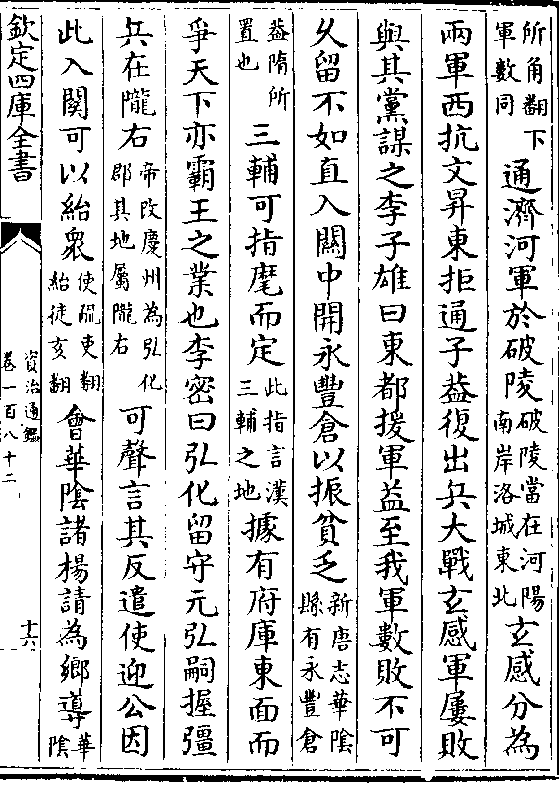 所角翻下
軍數同
通濟河軍於破陵
破陵當在河陽
南岸洛城東北
玄感分為
兩軍西抗文昇東拒通子葢復出兵大戰玄感軍屢敗
與其黨謀之李子雄曰東都援軍益至我軍數敗不可
久留不如直入關中開永豐倉以振貧乏
新唐志華陰
縣有永豐倉
葢隋所
置也
三輔可指麾而定
此指言漢
三輔之地
據有府庫東面而
爭天下亦霸王之業也李密曰弘化留守元弘嗣握彊
兵在隴右
帝改慶州為弘化
郡其地屬隴右
可聲言其反遣使迎公因
此入關可以紿衆
使疏吏翻
紿徒亥翻
會華陰諸楊請為鄉導
華
陰
欽定四庫全書
資治通鑑
卷一百八十二
十六